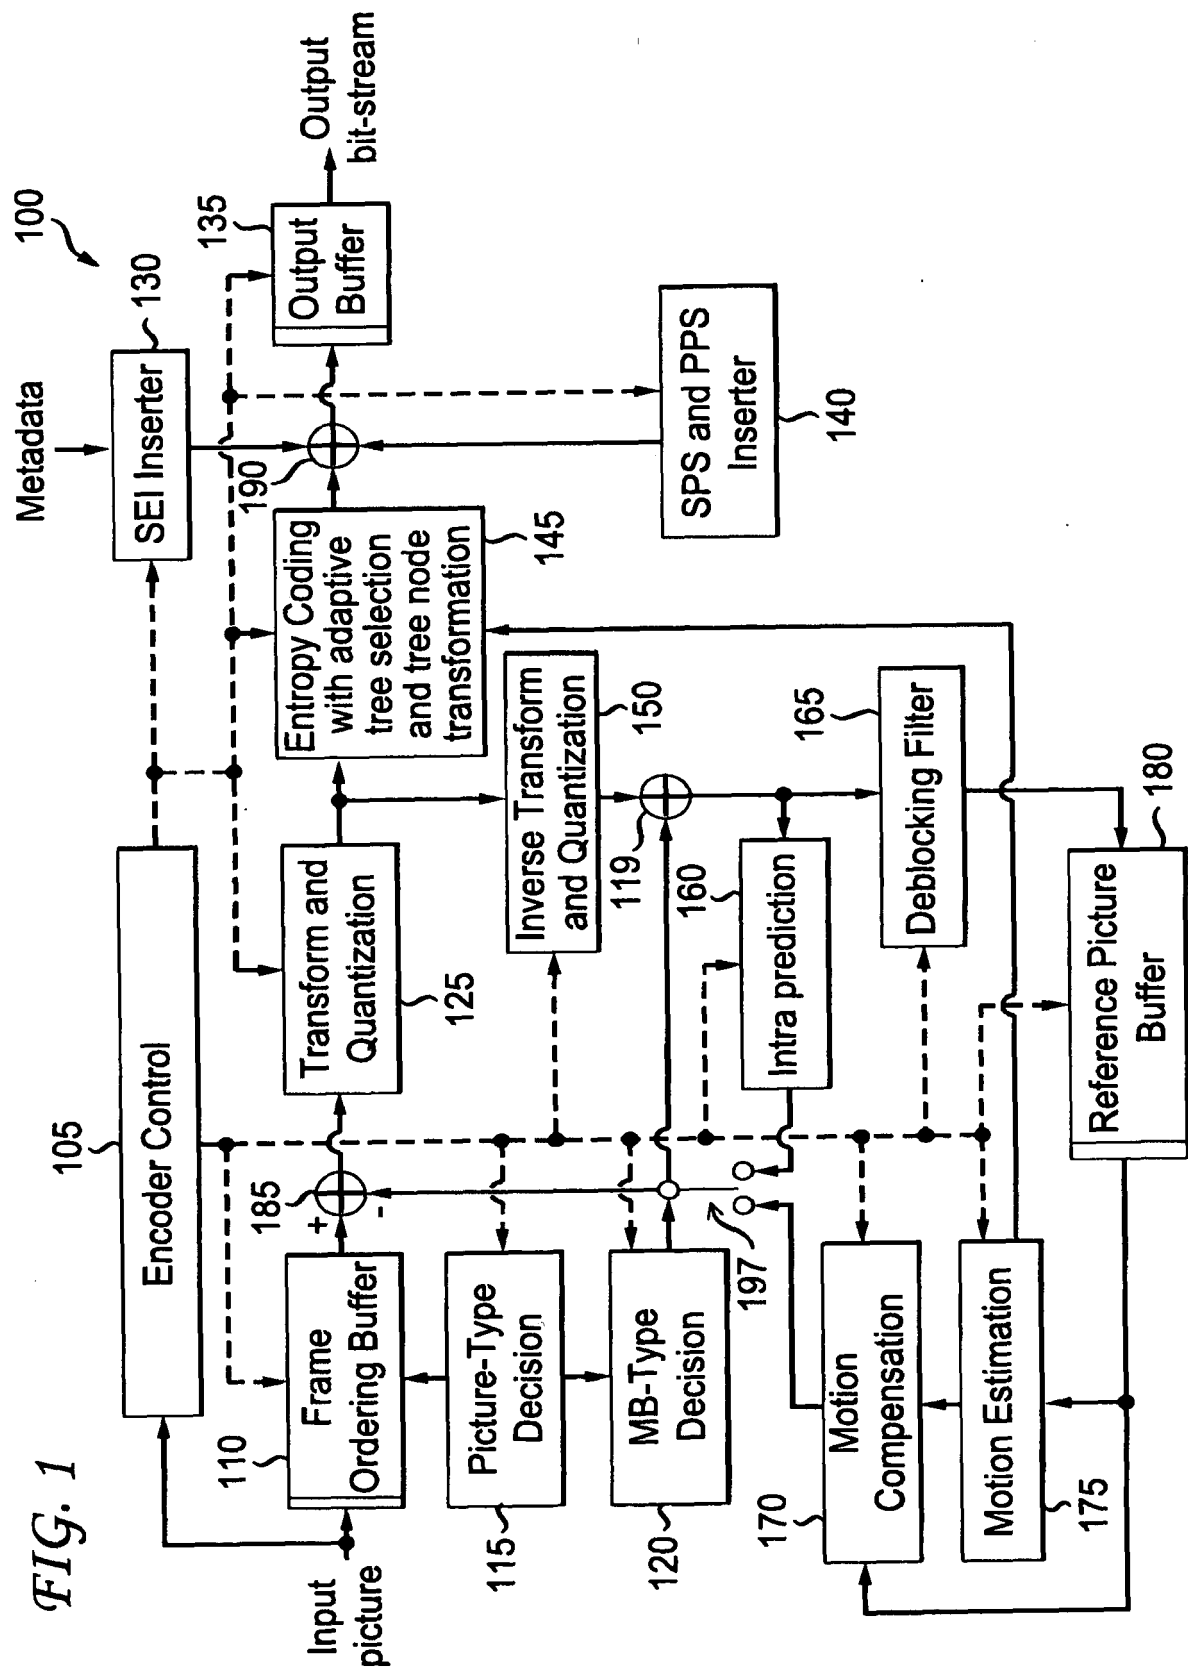 FIG. 1
100
Metadata
105
Encoder Control
SEI Inserter
130
Input
picture
110
Frame
Ordering Buffer
+
-
185
Transform and
Quantization
125
Entropy Coding
with adaptive
tree selection
and tree node
transformation
145
190
Output
Buffer
135
Output
bit-stream
Picture-Type
Decision
115
Inverse Transform
and Quantization
150
MB-Type
Decision
120
119
SPS and PPS
Inserter
140
197
Intra prediction
160
Motion
Compensation
170
Deblocking Filter
165
Motion Estimation
175
Reference Picture
Buffer
180